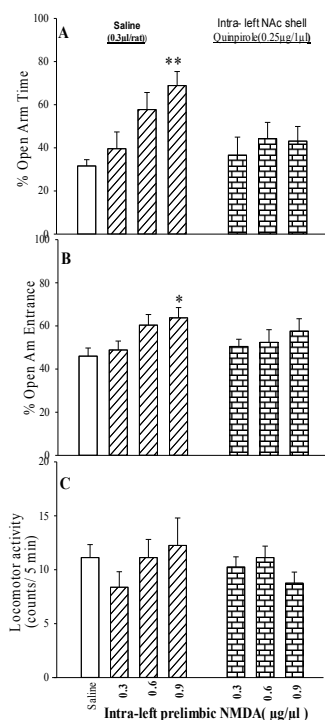 Saline
(0.3µl/rat))
Intra- left NAc shell
Quinpirole(0.25µg/1µl)
A
100
80
60
40
20
0
% Open Arm Time
**
B
100
80
60
40
20
0
% Open Am Entrance
*
C
20
15
10
5
0
Locomotor activity
(counts/ 5 min)
Saline
0.3
0.6
0.9
0.3
0.6
0.9
Intra-left prelimbic NMDA( µg/µl )